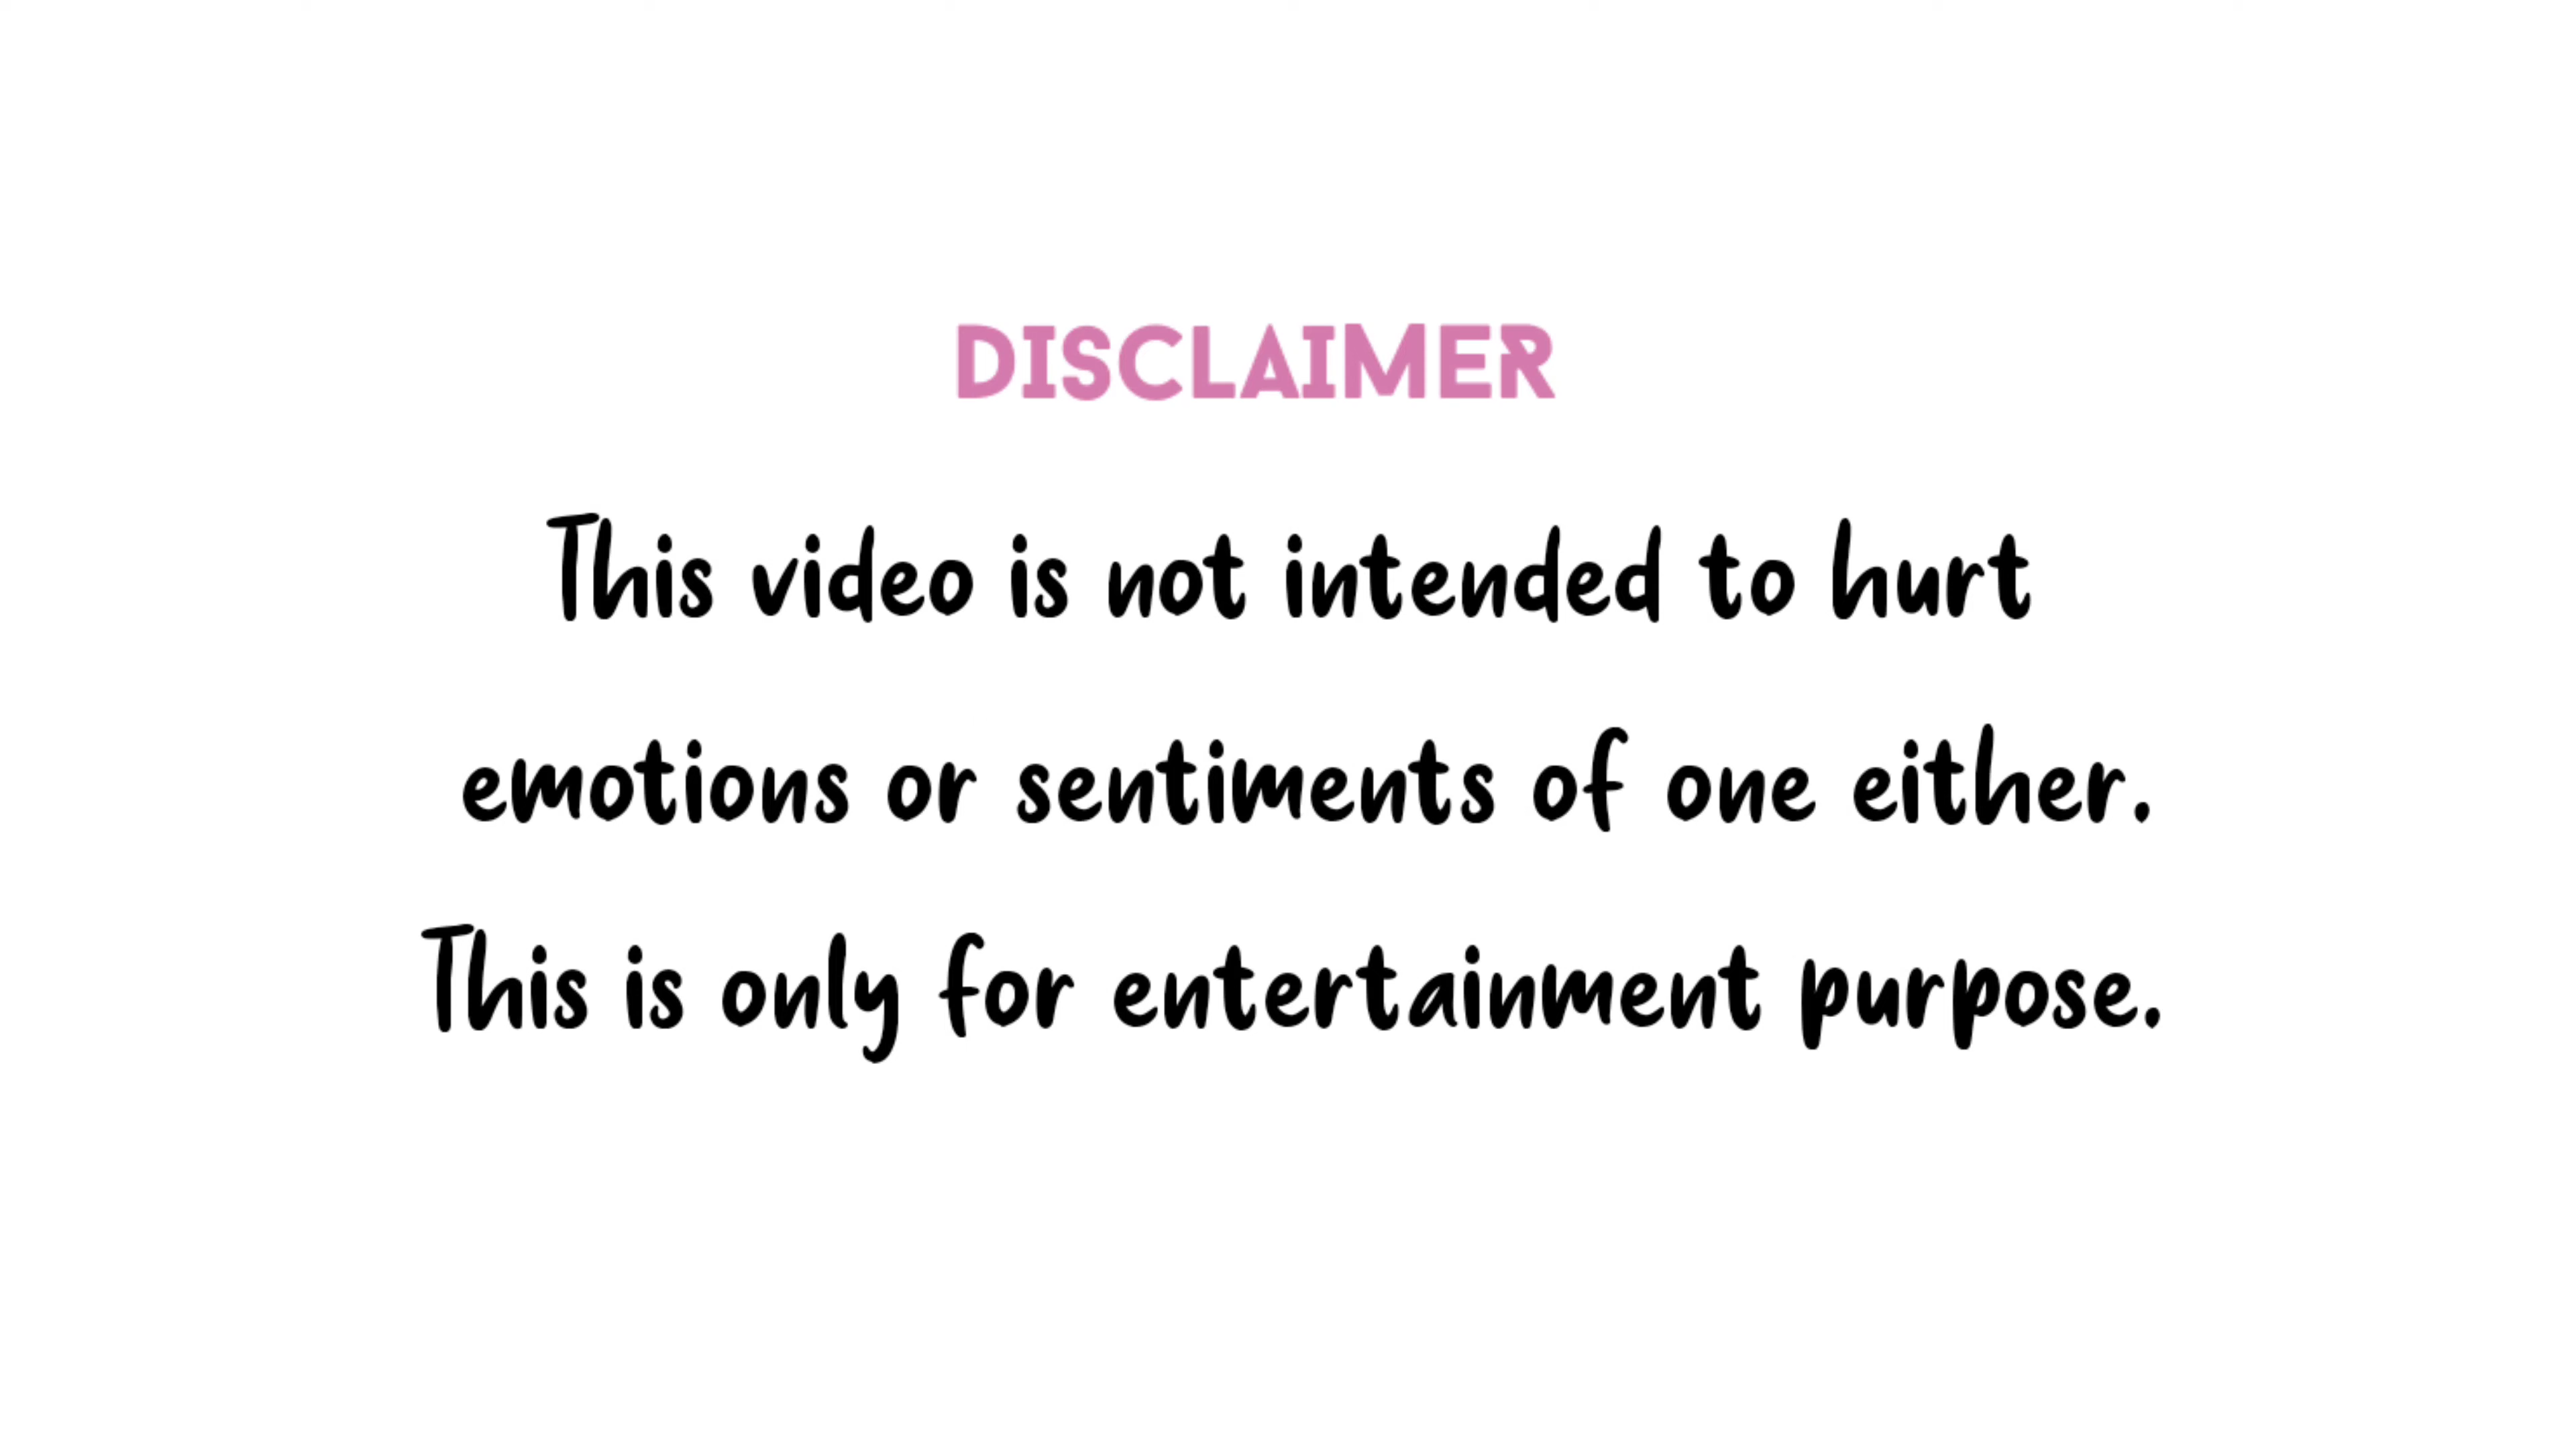 DISCLAIMER
This video is not intended to hurt
emotions or sentiments of one either.
This is only for entertainment purpose.